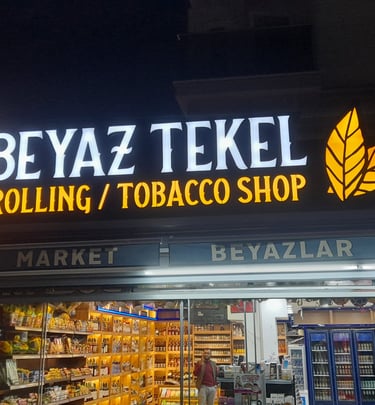 BEYAZ TEKEL
ROLLING / TOBACCO SHOP
MARKET BEYAZLAR